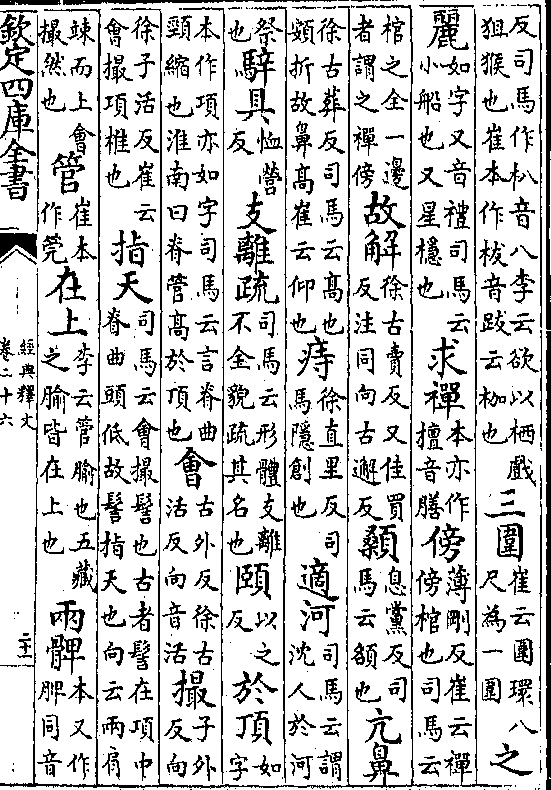 反司馬作朳音八李云欲以栖戲狙猴也崔本作柭音跋云枷也三圍崔云圍環八尺為一圍之
麗如字又音禮司馬云小船也又星穏也求禪本亦作擅音膳傍薄剛反崔云禪傍棺也司馬云
棺之全一邊者謂之禪傍故解徐古賣反又佳買反注同向古邂反顙息黨反司馬云額也亢鼻
徐古葬反司馬云髙也頞折故鼻髙崔云仰也痔徐直里反司馬隱創也適河司馬云謂沈人於河
祭也騂具恤營反支離疏司馬云形體支離不全貌疏其名也頤以之反於頂如字
本作項亦如字司馬云言脊曲頸縮也淮南曰脊管髙於頂也會古外反徐古活反向音活撮子外反向
徐子活反崔云會撮項椎也指天司馬云會撮髻也古者髻在項中脊曲頭低故髻指天也向云兩肩
竦而上會撮然也管崔本作莞在上李云管腧也五藏之腧皆在上也兩髀本又作脾同音
欽定四庫全書
經典釋文
卷二十六
二十一